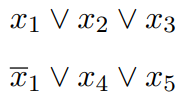 x₁ ∨ x₂ ∨ x₃
x̅₁ ∨ x₄ ∨ x₅